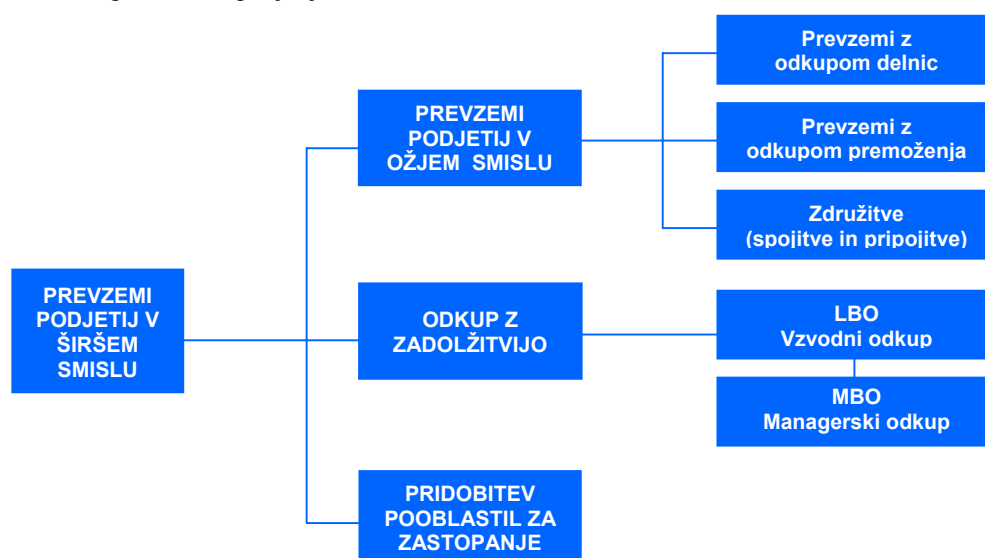 Prevzemi z
odkupom delnic
PREVZEMI
PODJETIJ V
OŽJEM SMISLU
Prevzemi z
odkupom premoženja
Združitve
(spojitve in pripojitve)
PREVZEMI
PODJETIJ V
ŠIRŠEM
SMISLU
ODKUP Z
ZADOLŽITVIJO
LBO
Vzvodni odkup
MBO
Managerski odkup
PRIDOBITEV
POOBLASTIL ZA
ZASTOPANJE